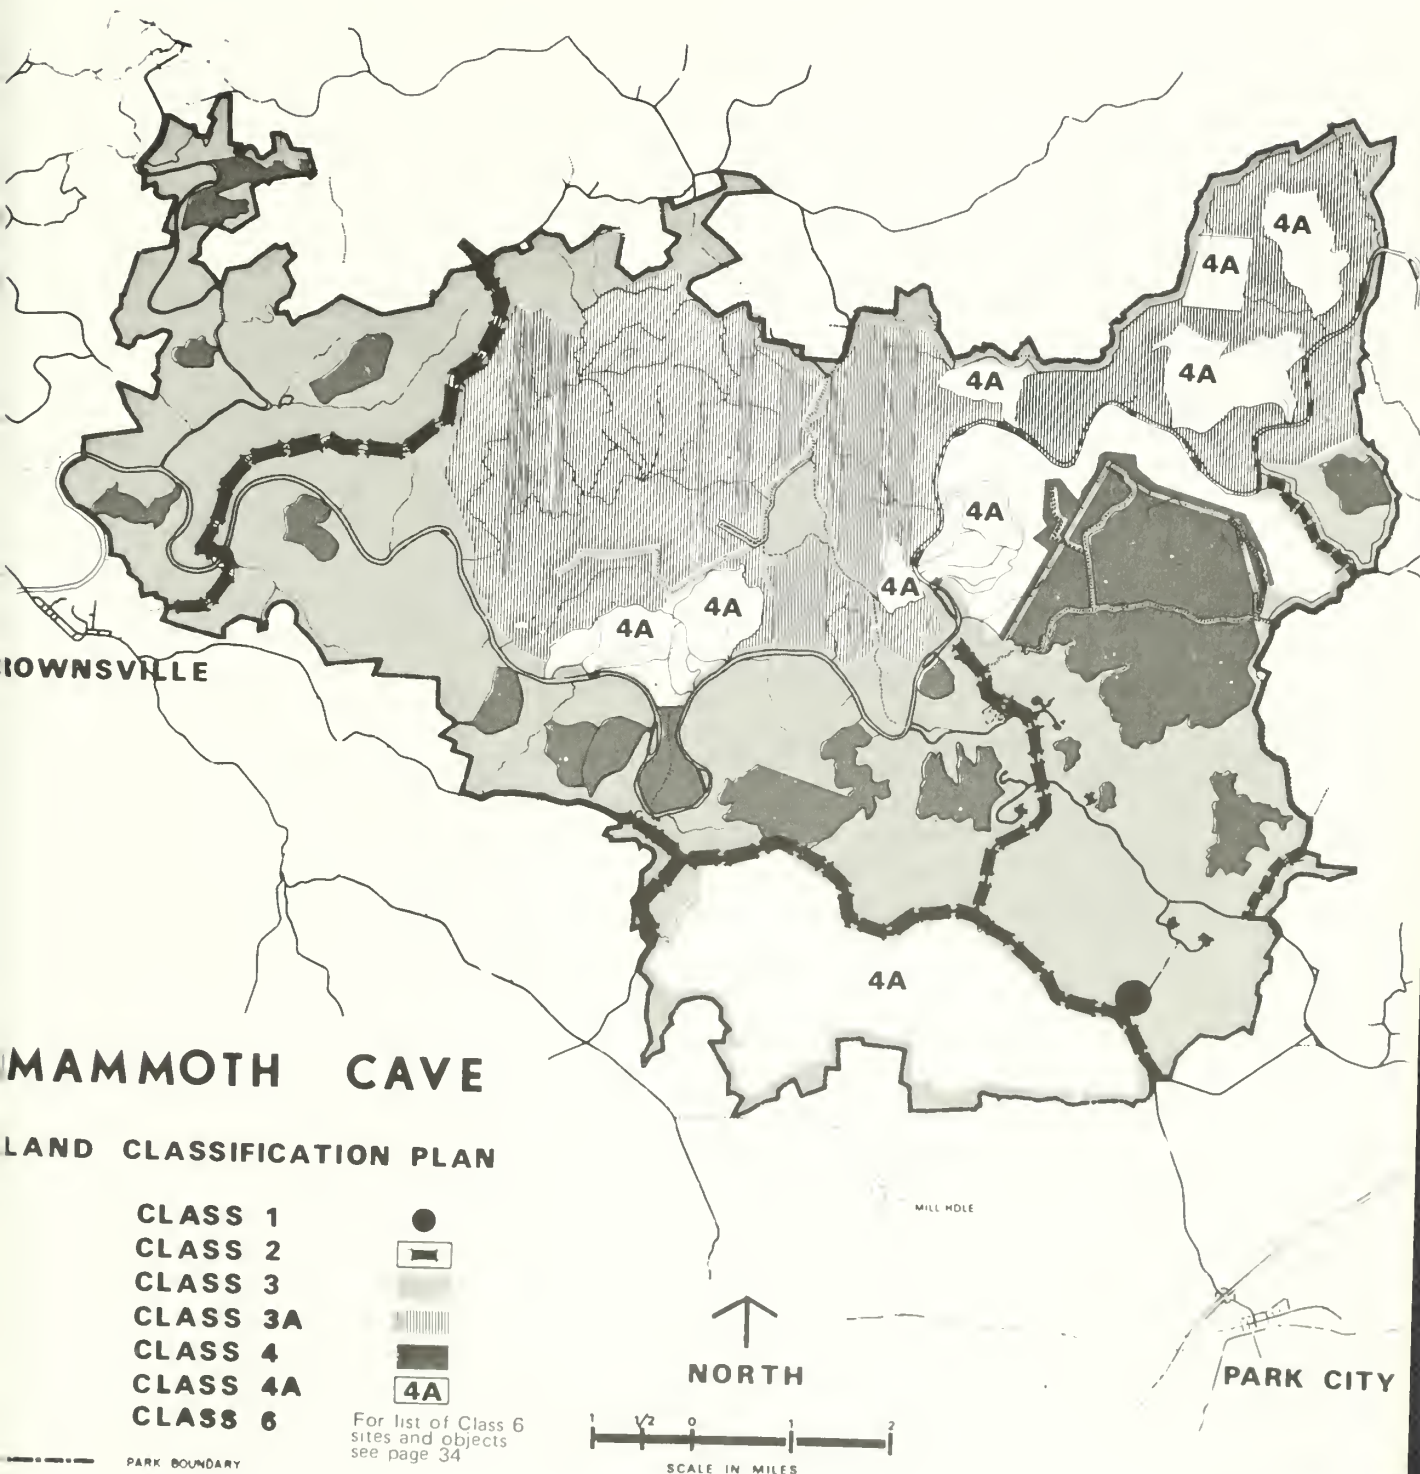 4A
4A
4A
4A
4A
4A
4A
4A
4A
ROWNSVILLE
MAMMOTH CAVE
LAND CLASSIFICATION PLAN
CLASS 1
CLASS 2
CLASS 3
CLASS 3A
CLASS 4
CLASS 4A
4A
CLASS 6
For list of Class 6
sites and objects
see page 34
PARK BOUNDARY
MILL HOLE
NORTH
PARK CITY
1 1/2 0 1 2
SCALE IN MILES